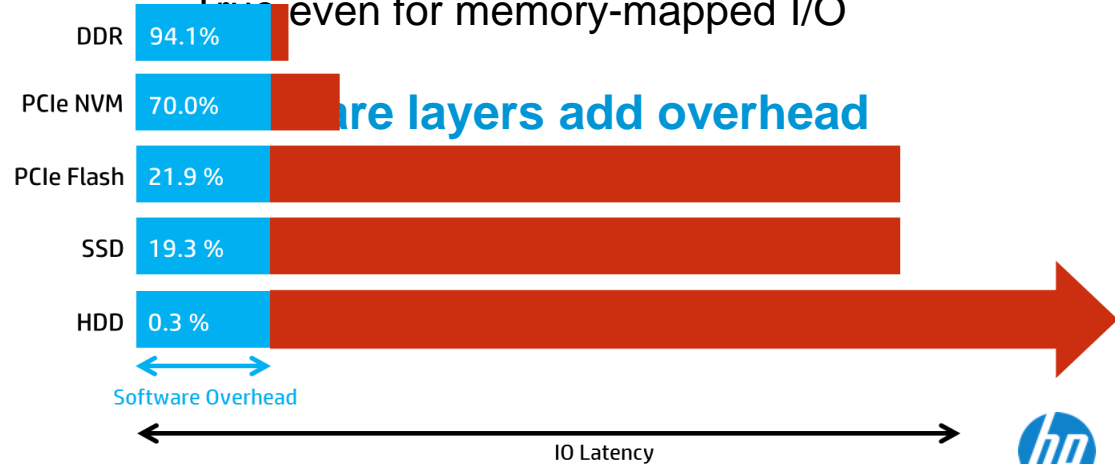 even for memory-mapped I/O
DDR 94.1%
PCIe NVM 70.0%
are layers add overhead
PCIe Flash 21.9 %
SSD 19.3 %
HDD 0.3 %
Software Overhead
IO Latency
hp